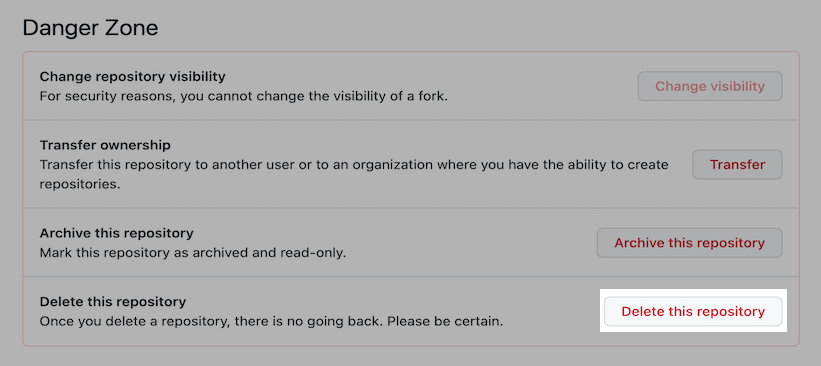 Danger Zone
Change repository visibility
For security reasons, you cannot change the visibility of a fork.
Change visibility
Transfer ownership
Transfer this repository to another user or to an organization where you have the ability to create
repositories.
Transfer
Archive this repository
Mark this repository as archived and read-only.
Archive this repository
Delete this repository
Once you delete a repository, there is no going back. Please be certain.
Delete this repository